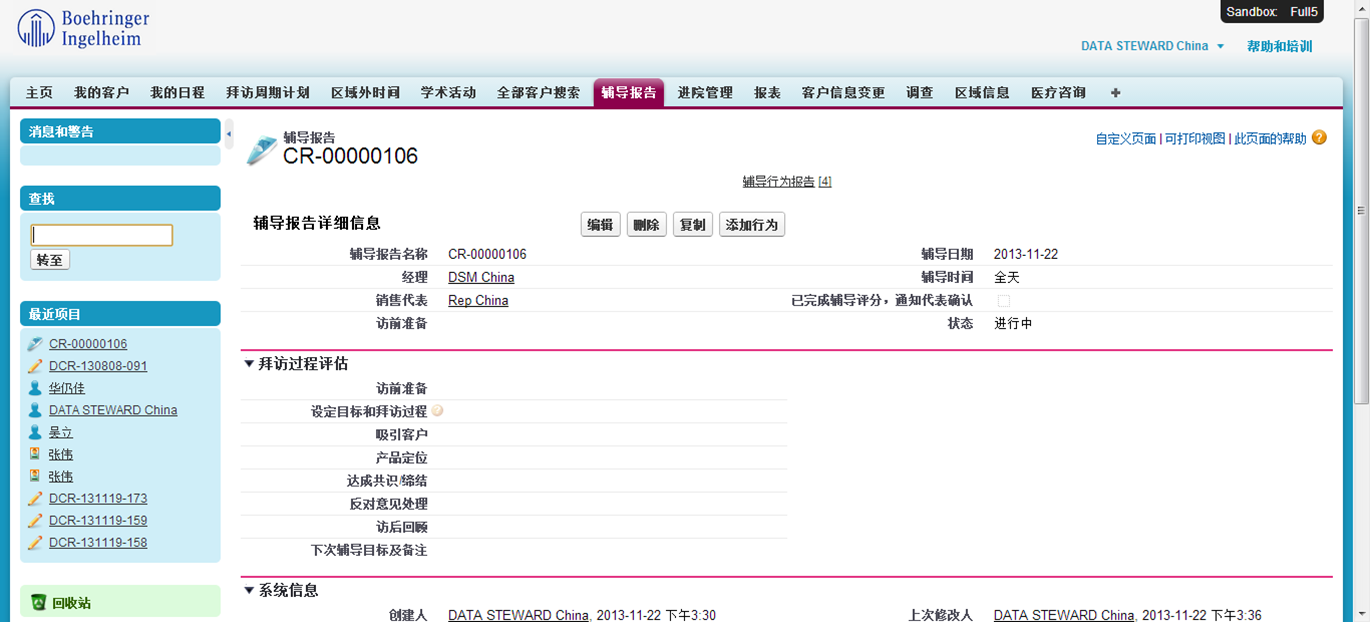 Boehringer
Ingelheim
Sandbox: Full5
DATA STEWARD China 帮助和培训
主页 我的客户 我的日程 拜访周期计划 区域外时间 学术活动 全部客户搜索 辅导报告 进院管理 报表 客户信息变更 调查 区域信息 医疗咨询 +
消息和警告
查找
转至
最近项目
CR-00000106
DCR-130808-091
华仍佳
DATA STEWARD China
吴立
张伟
张伟
DCR-131119-173
DCR-131119-159
DCR-131119-158
回收站
辅导报告
CR-00000106
自定义页面 | 可打印视图 | 此页面的帮助
辅导行为报告 [4]
辅导报告详细信息 编辑 删除 复制 添加行为
辅导报告名称 CR-00000106 辅导日期 2013-11-22
经理 DSM China 辅导时间 全天
销售代表 Rep China 已完成辅导评分，通知代表确认
访前准备 状态 进行中
拜访过程评估
访前准备
设定目标和拜访过程
吸引客户
产品定位
达成共识/缔结
反对意见处理
访后回顾
下次辅导目标及备注
系统信息
创建人 DATA STEWARD China, 2013-11-22 下午3:30 上次修改人 DATA STEWARD China, 2013-11-22 下午3:36